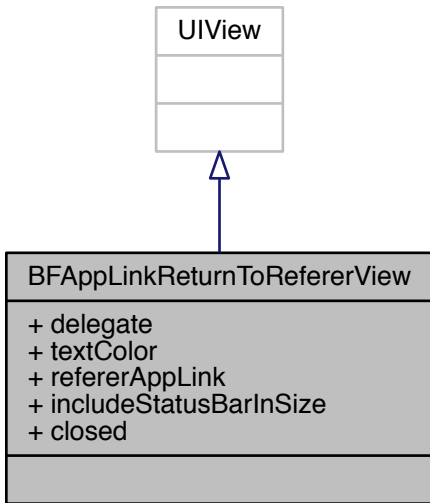 UIView
BFAppLinkReturnToRefererView
+ delegate
+ textColor
+ refererAppLink
+ includeStatusBarInSize
+ closed